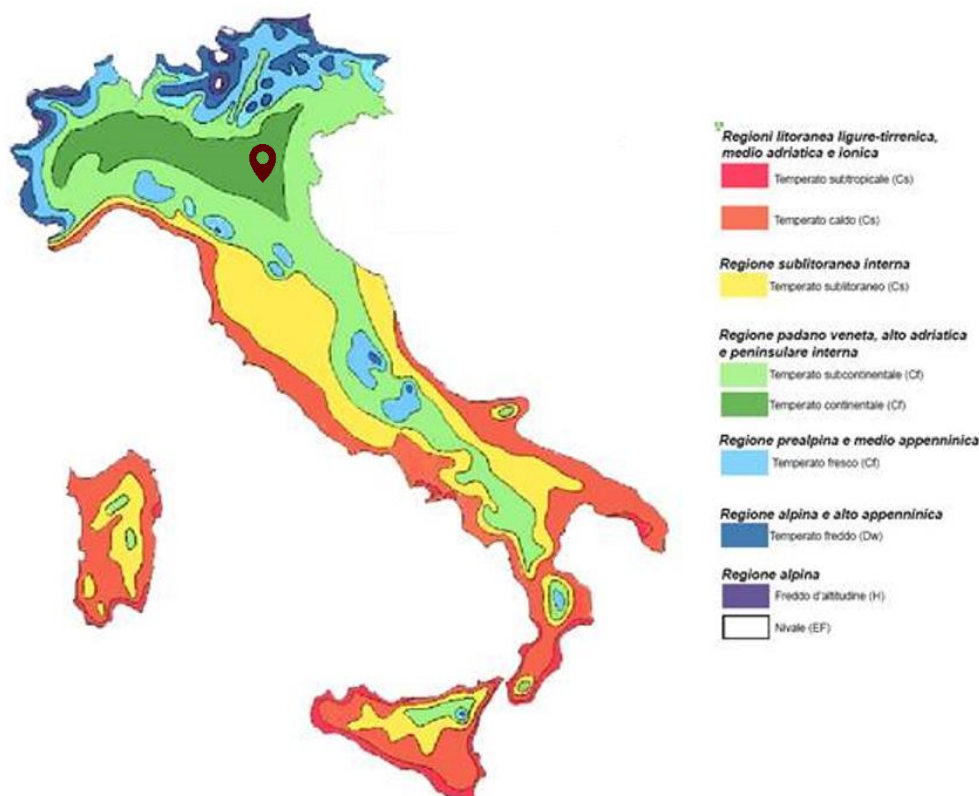 Regioni litoranea ligure-tirrenica,
medio adriatica e ionica
Temperato subtropicale (Cs)
Temperato caldo (Cs)
Regione sublitoranea interna
Temperato sublitoraneo (Cs)
Regione padano veneta, alto adriatica
e peninsulare interna
Temperato subcontinentale (Cf)
Temperato continentale (Cf)
Regione prealpina e medio appenninica
Temperato fresco (Cf)
Regione alpina e alto appenninica
Temperato freddo (Dw)
Regione alpina
Freddo d'altitudine (H)
Nivale (EF)